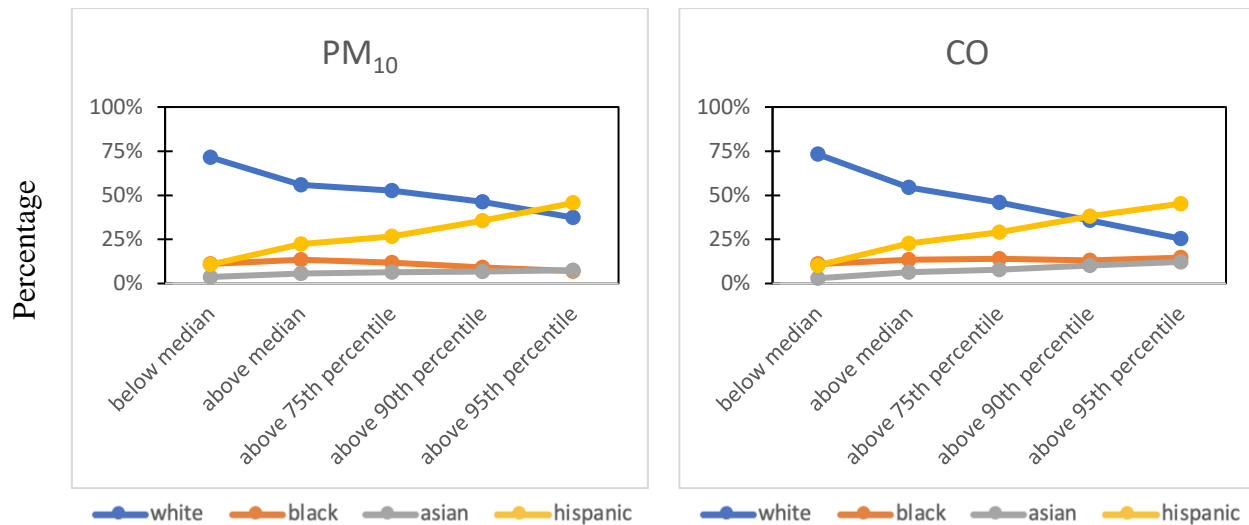 Percentage
PM10
100%
75%
50%
25%
0%
below median
above median
above 75th percentile
above 90th percentile
above 95th percentile
white black asian hispanic
CO
100%
75%
50%
25%
0%
below median
above median
above 75th percentile
above 90th percentile
above 95th percentile
white black asian hispanic